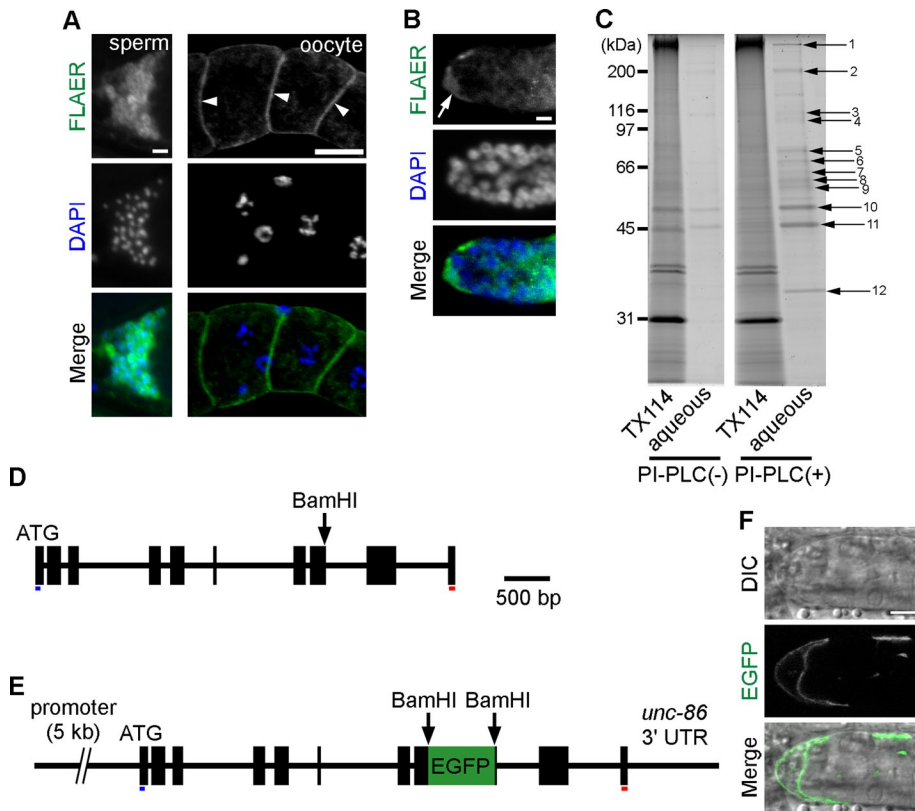 A
sperm
oocyte
FLAER
DAPI
Merge
B
FLAER
DAPI
Merge
C
(kDa)
200
116
97
66
45
31
1
2
3
4
5
6
7
8
9
10
11
12
TX114
aqueous
TX114
aqueous
PI-PLC(-)
PI-PLC(+)
D
ATG
BamHI
500 bp
E
promoter
(5 kb)
ATG
BamHI
BamHI
EGFP
unc-86
3' UTR
F
DIC
EGFP
Merge